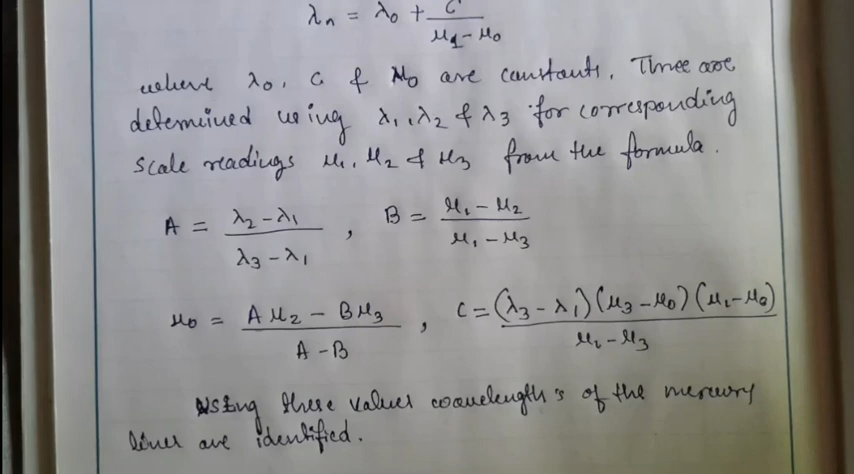 λn = λ0 + C / (μ1 - μ0)
where λ0, C & μ0 are constants. Three are
determined using λ1, λ2 & λ3 for corresponding
scale readings μ1, μ2 & μ3 from the formula.
A = (λ2 - λ1) / (λ3 - λ1) , B = (μ1 - μ2) / (μ1 - μ3)
μ0 = (Aμ2 - Bμ3) / (A - B) , C = (λ3 - λ1)(μ3 - μ0)(μ1 - μ0) / (μ1 - μ3)
Using these values wavelength's of the mercury
lines are identified.